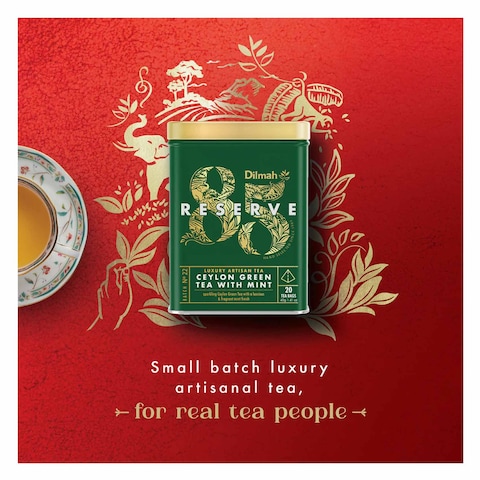 Dilmah
85
RESERVE
LUXURY ARTISAN TEA
CEYLON GREEN
TEA WITH MINT
BATCH Nº 22
20
TEA BAGS
Small batch luxury
artisanal tea,
for real tea people